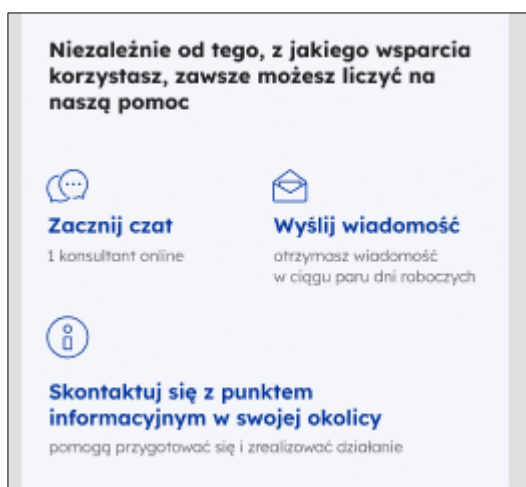 Niezależnie od tego, z jakiego wsparcia
korzystasz, zawsze możesz liczyć na
naszą pomoc
Zacznij czat
1 konsultant online
Wyślij wiadomość
otrzymasz wiadomość
w ciągu paru dni roboczych
Skontaktuj się z punktem
informacyjnym w swojej okolicy
pomogą przygotować się i zrealizować działanie